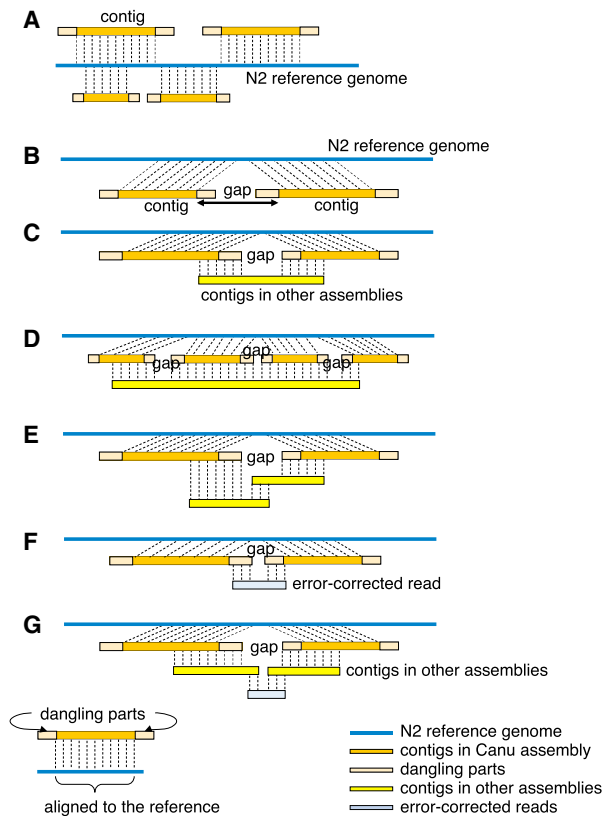 A
contig
N2 reference genome
B
N2 reference genome
gap
contig
contig
C
gap
contigs in other assemblies
D
gap
gap
gap
E
gap
F
gap
error-corrected read
G
gap
contigs in other assemblies
dangling parts
aligned to the reference
N2 reference genome
contigs in Canu assembly
dangling parts
contigs in other assemblies
error-corrected reads